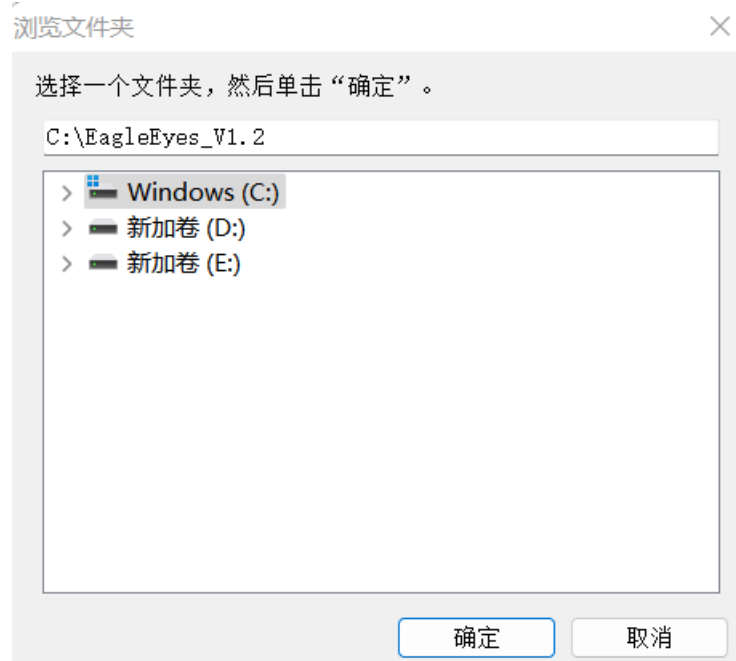 浏览文件夹
选择一个文件夹，然后单击“确定”。
C:\EagleEyes_V1.2
Windows (C:)
新加卷 (D:)
新加卷 (E:)
确定
取消